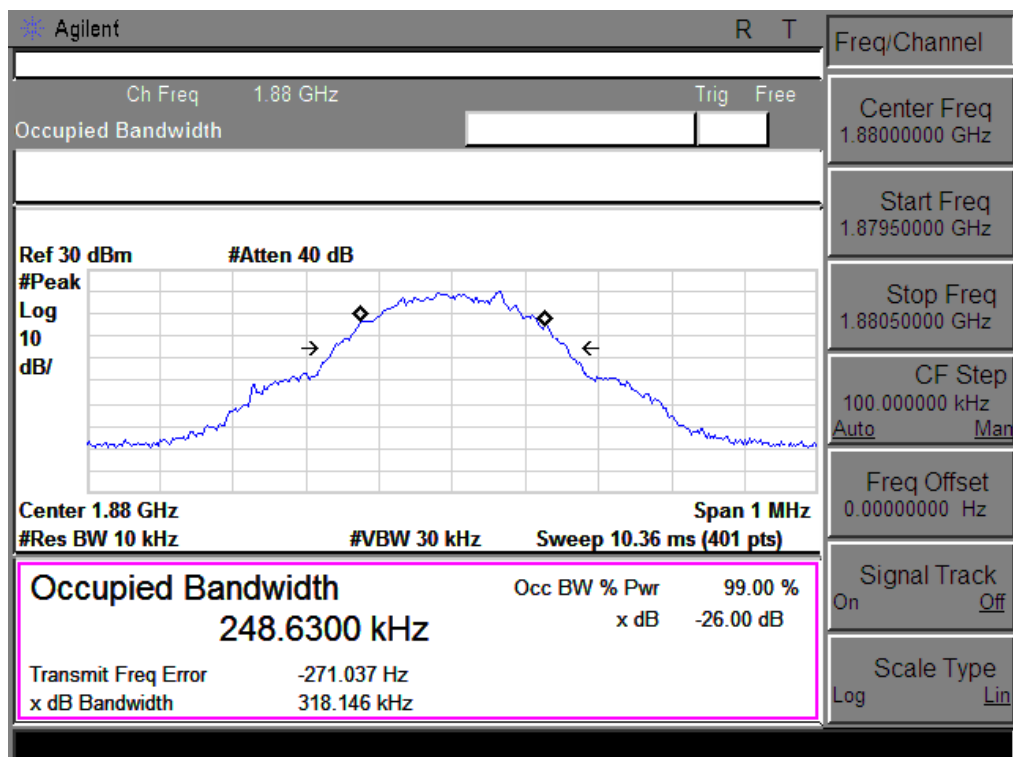 Agilent
R T
Freq/Channel
Ch Freq 1.88 GHz
Trig Free
Occupied Bandwidth
Center Freq
1.88000000 GHz
Start Freq
1.87950000 GHz
Ref 30 dBm
#Atten 40 dB
#Peak
Log
10
dB/
Stop Freq
1.88050000 GHz
CF Step
100.000000 kHz
Auto Man
Freq Offset
0.00000000 Hz
Center 1.88 GHz
Span 1 MHz
#Res BW 10 kHz
#VBW 30 kHz
Sweep 10.36 ms (401 pts)
Occupied Bandwidth
248.6300 kHz
Occ BW % Pwr 99.00 %
x dB -26.00 dB
Transmit Freq Error -271.037 Hz
x dB Bandwidth 318.146 kHz
Signal Track
On Off
Scale Type
Log Lin